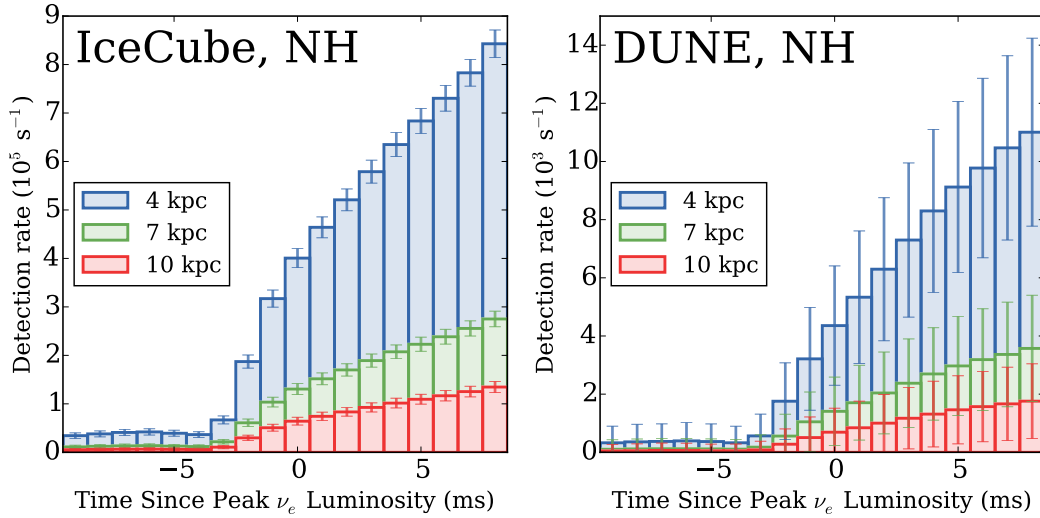 IceCube, NH
Detection rate (10⁵ s⁻¹)
9
8
7
6
5
4
3
2
1
0
4 kpc
7 kpc
10 kpc
−5
0
5
Time Since Peak νₑ Luminosity (ms)
DUNE, NH
Detection rate (10³ s⁻¹)
14
12
10
8
6
4
2
0
4 kpc
7 kpc
10 kpc
−5
0
5
Time Since Peak νₑ Luminosity (ms)